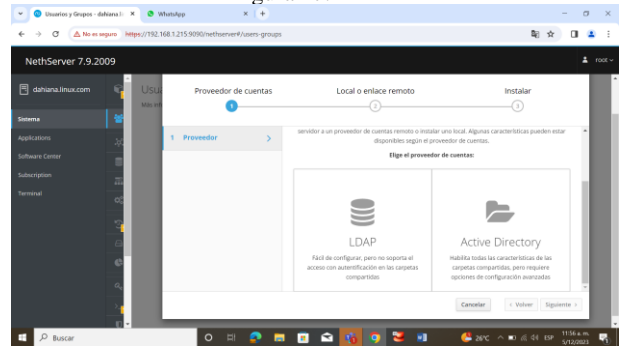 Usuarios y Grupos - dahiana.l
WhatsApp
No es seguro https://192.168.1.215:9090/nethserver#/users-groups
NethServer 7.9.2009
root
dahiana.linux.com
Sistema
Applications
Software Center
Subscription
Terminal
Usua
Más inf
Proveedor de cuentas
Local o enlace remoto
Instalar
1
2
3
1 Proveedor
servidor a un proveedor de cuentas remoto o instalar uno local. Algunas características pueden estar
disponibles según el proveedor de cuentas.
Elige el proveedor de cuentas:
LDAP
Fácil de configurar, pero no soporta el
acceso con autentificación en las carpetas
compartidas
Active Directory
Habilita todas las características de las
carpetas compartidas, pero requiere
opciones de configuración avanzadas
Cancelar
‹ Volver
Siguiente ›
Buscar
26°C
ESP
11:56 a. m.
5/12/2023